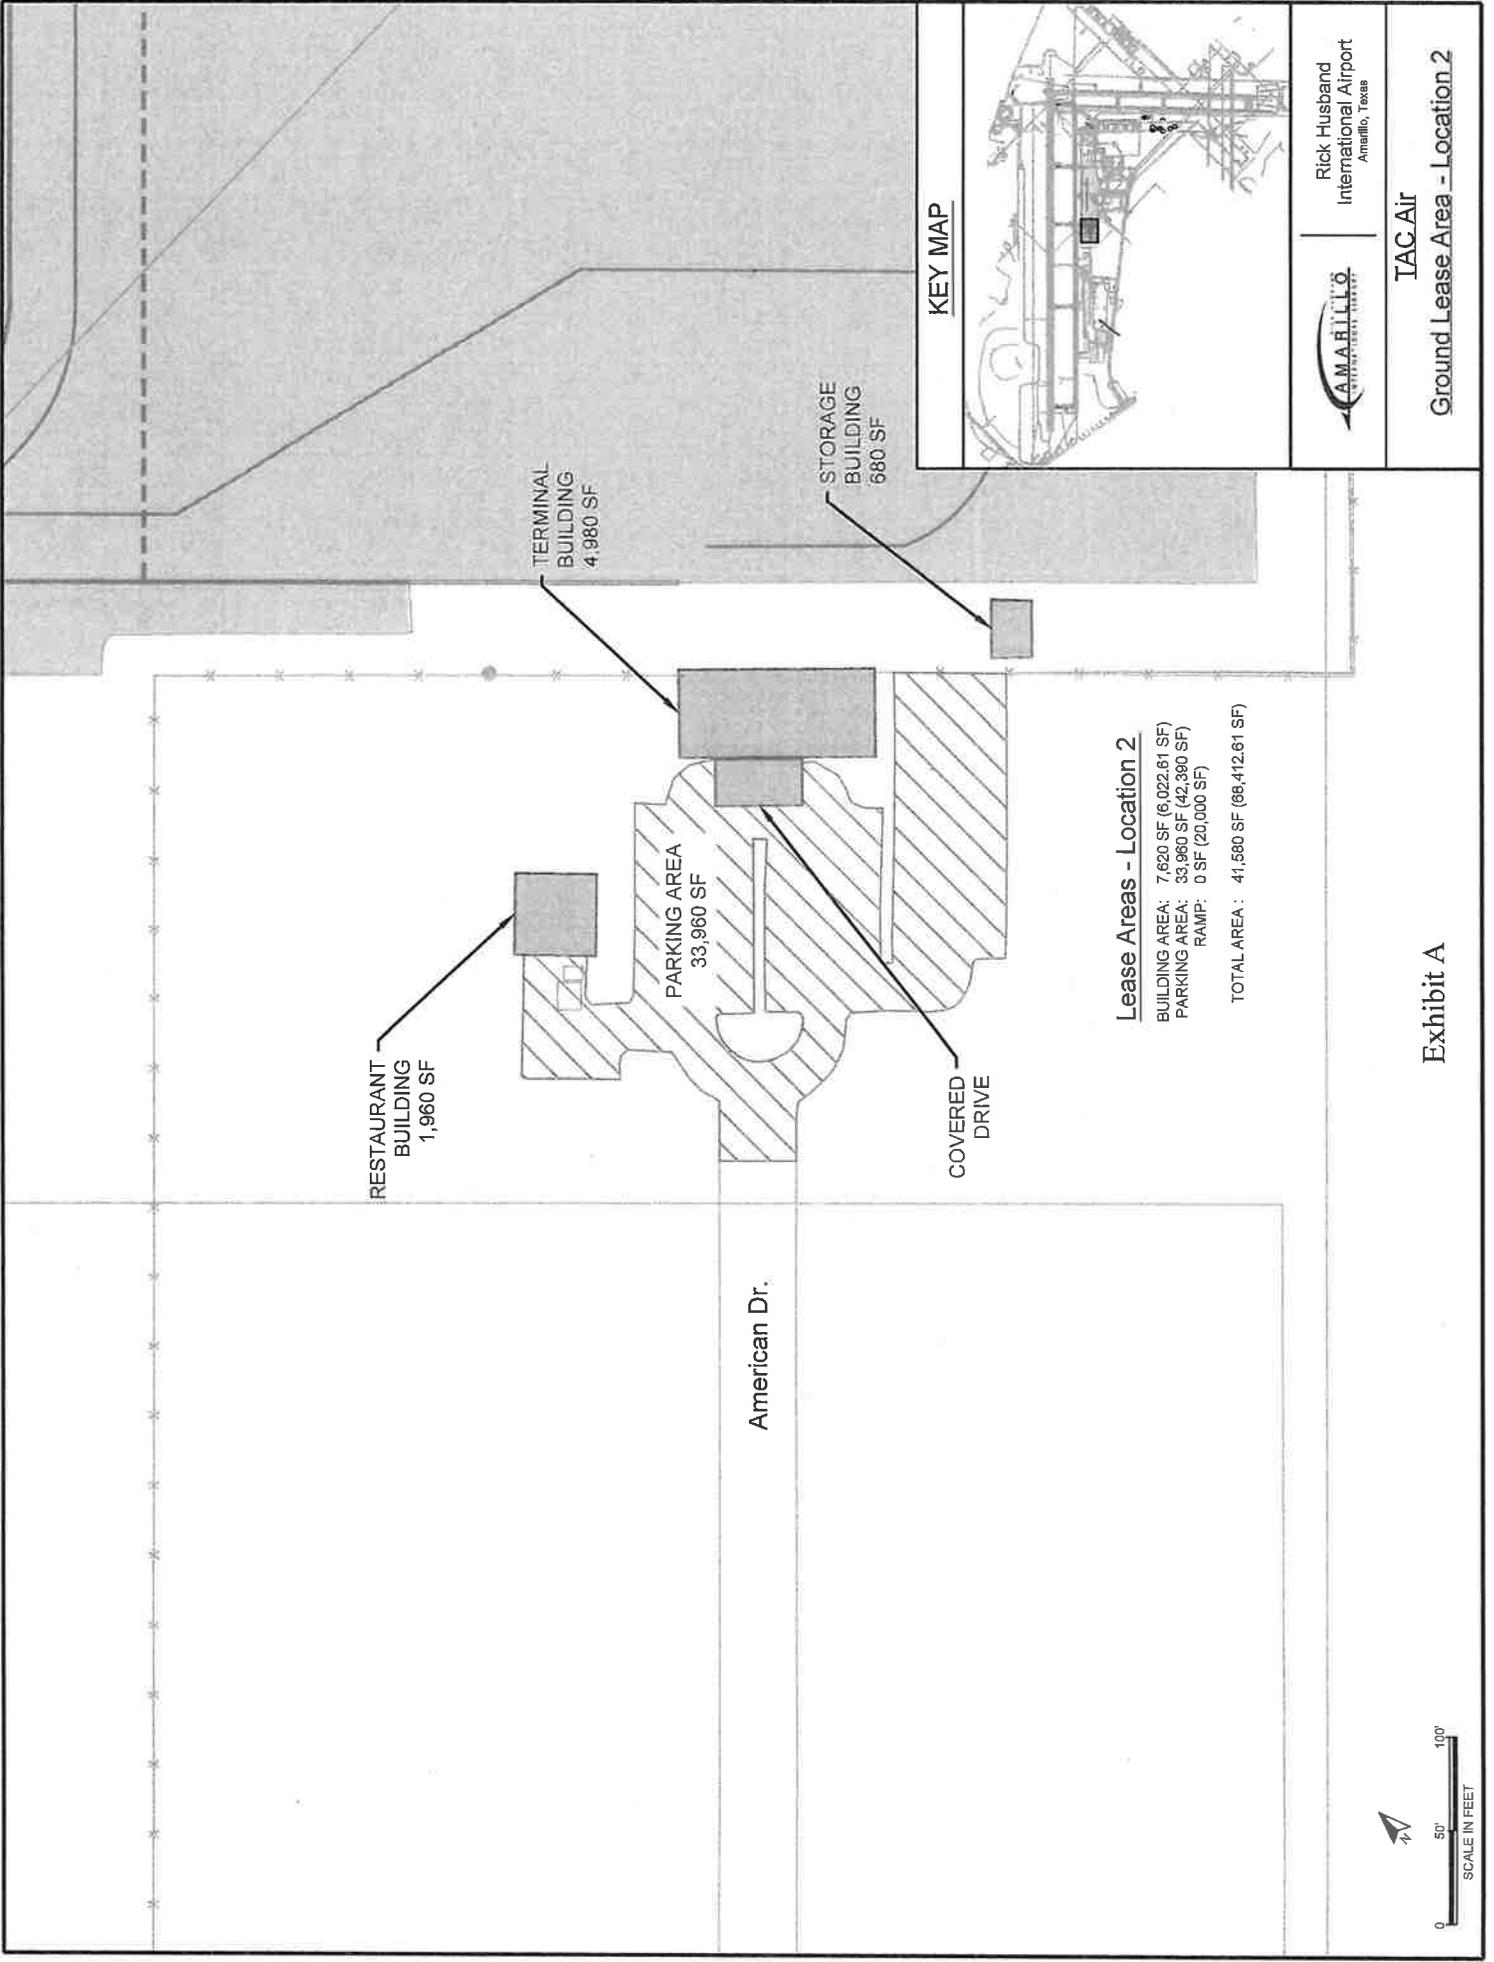 RESTAURANT
BUILDING
1,960 SF
TERMINAL
BUILDING
4,980 SF
STORAGE
BUILDING
680 SF
PARKING AREA
33,960 SF
American Dr.
COVERED
DRIVE
Lease Areas - Location 2
BUILDING AREA: 7,620 SF (6,022.61 SF)
PARKING AREA: 33,960 SF (42,390 SF)
RAMP: 0 SF (20,000 SF)
TOTAL AREA: 41,580 SF (68,412.61 SF)
KEY MAP
AMARILLO
INTERNATIONAL AIRPORT
Rick Husband
International Airport
Amarillo, Texas
TAC Air
Ground Lease Area - Location 2
N
0 50' 100'
SCALE IN FEET
Exhibit A